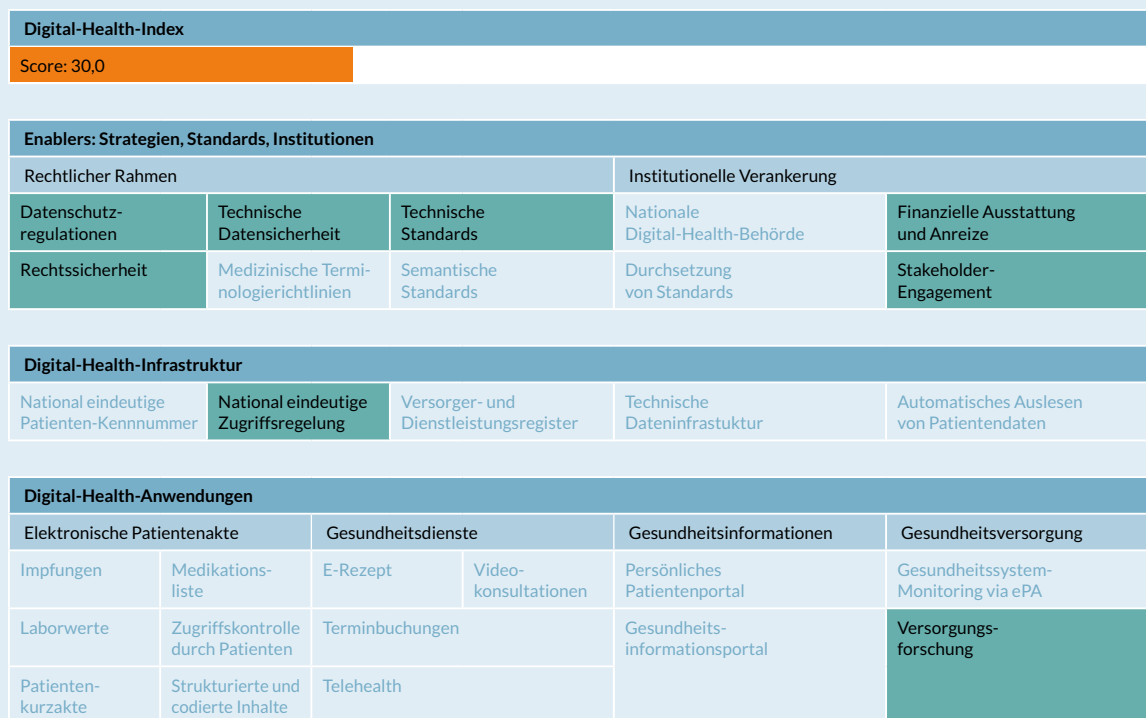 Digital-Health-Index
Score: 30,0
Enablers: Strategien, Standards, Institutionen
Rechtlicher Rahmen
Institutionelle Verankerung
Datenschutz-
regulationen
Technische
Datensicherheit
Technische
Standards
Nationale
Digital-Health-Behörde
Finanzielle Ausstattung
und Anreize
Rechtssicherheit
Medizinische Termi-
nologierichtlinien
Semantische
Standards
Durchsetzung
von Standards
Stakeholder-
Engagement
Digital-Health-Infrastruktur
National eindeutige
Patienten-Kennnummer
National eindeutige
Zugriffsregelung
Versorger- und
Dienstleistungsregister
Technische
Dateninfrastuktur
Automatisches Auslesen
von Patientendaten
Digital-Health-Anwendungen
Elektronische Patientenakte
Gesundheitsdienste
Gesundheitsinformationen
Gesundheitsversorgung
Impfungen
Medikations-
liste
E-Rezept
Video-
konsultationen
Persönliches
Patientenportal
Gesundheitssystem-
Monitoring via ePA
Laborwerte
Zugriffskontrolle
durch Patienten
Terminbuchungen
Gesundheits-
informationsportal
Versorgungs-
forschung
Patienten-
kurzakte
Strukturierte und
codierte Inhalte
Telehealth